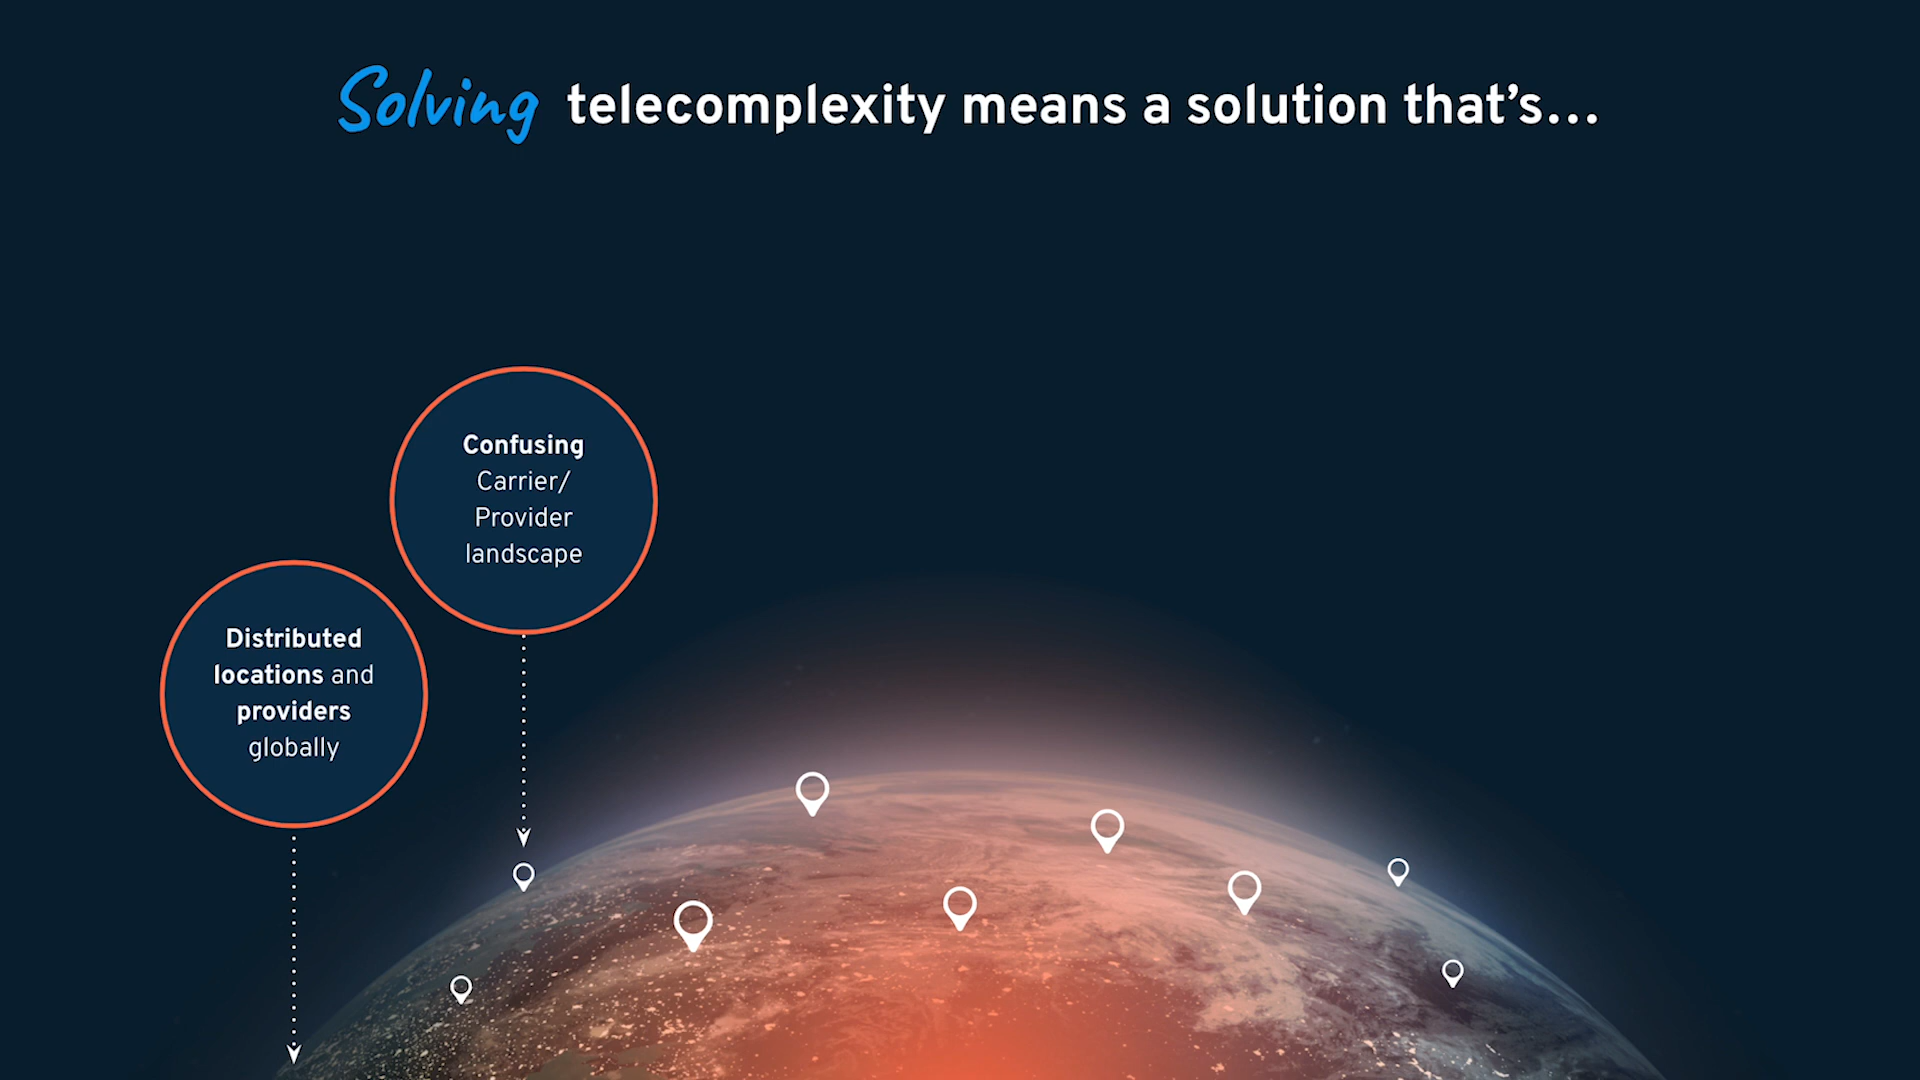 Solving telecomplexity means a solution that's...
Confusing
Carrier/
Provider
landscape
Distributed
locations and
providers
globally